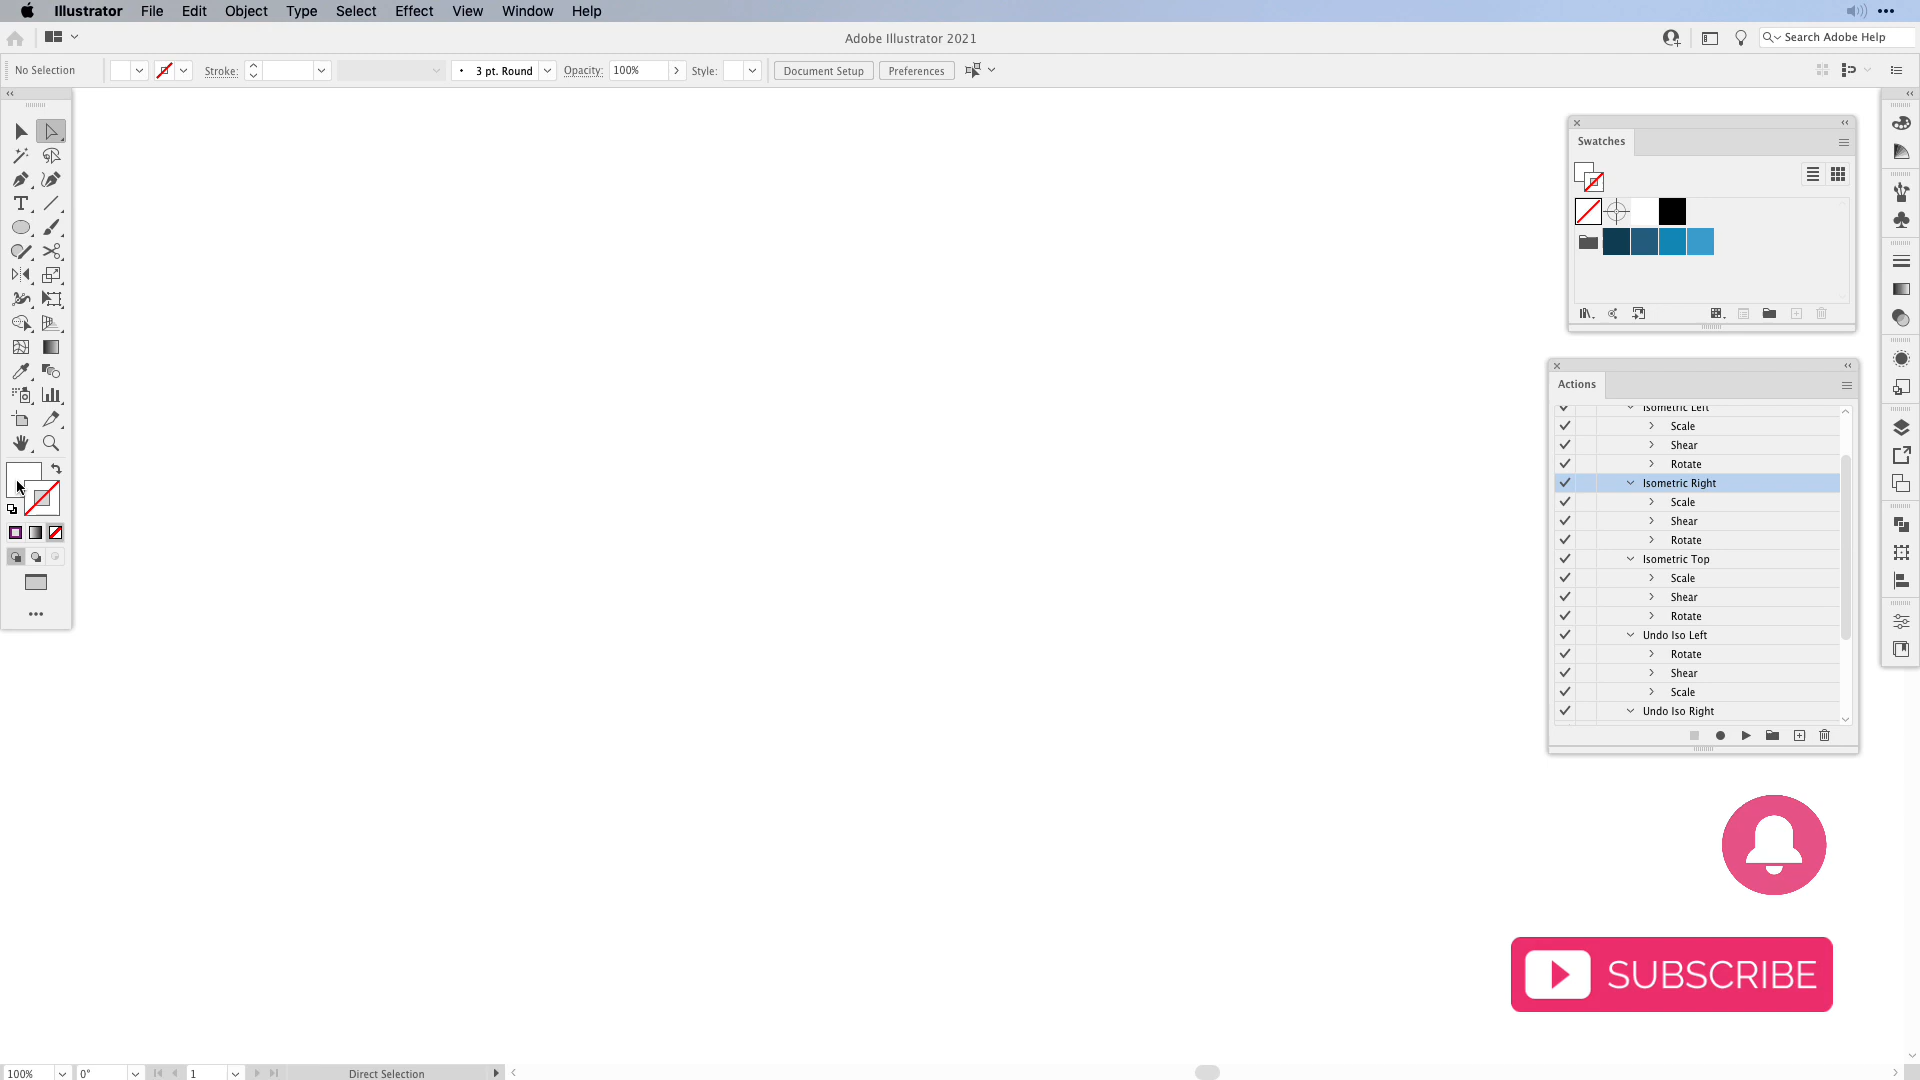 Illustrator File Edit Object Type Select Effect View Window Help
Adobe Illustrator 2021
Search Adobe Help
No Selection
Stroke:
3 pt. Round
Opacity: 100%
Style:
Document Setup
Preferences
Swatches
Actions
Isometric Left
Scale
Shear
Rotate
Isometric Right
Scale
Shear
Rotate
Isometric Top
Scale
Shear
Rotate
Undo Iso Left
Rotate
Shear
Scale
Undo Iso Right
SUBSCRIBE
100%
0°
1
Direct Selection